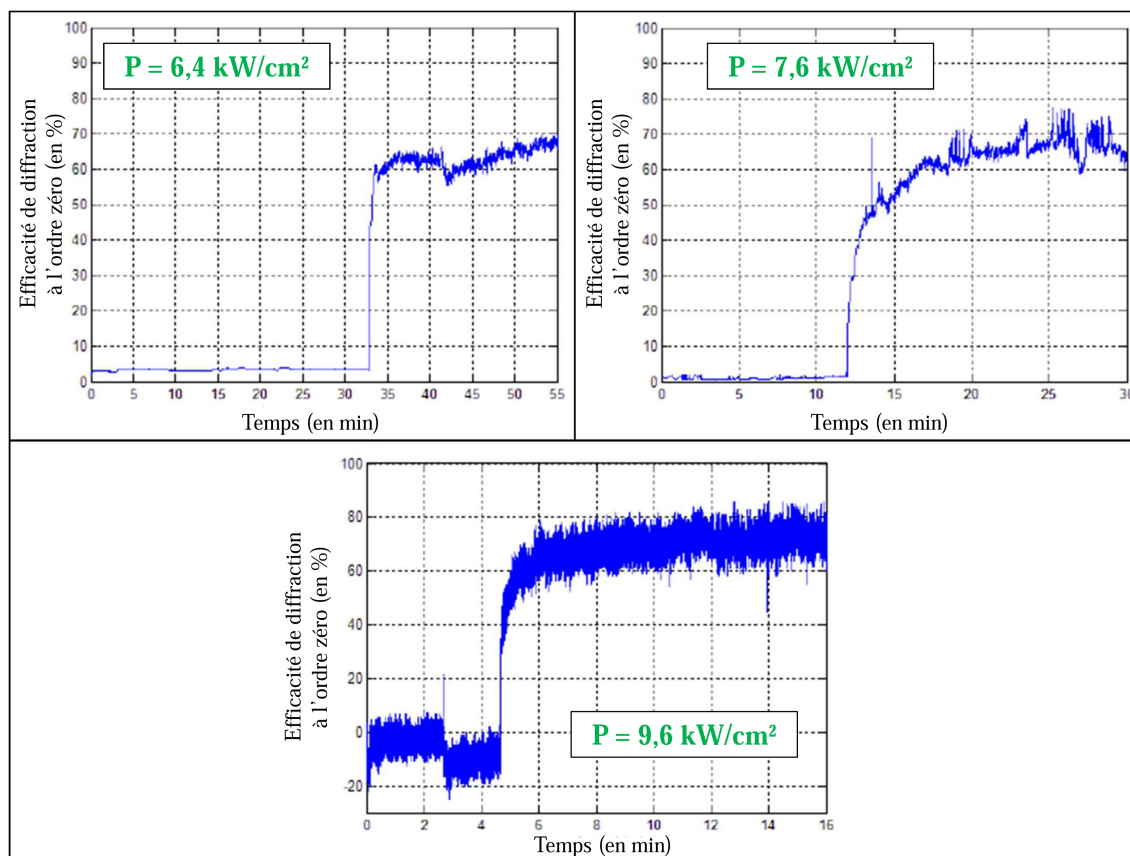 P = 6,4 kW/cm²
Efficacité de diffraction
à l'ordre zéro (en %)
100
90
80
70
60
50
40
30
20
10
0
0 5 10 15 20 25 30 35 40 45 50 55
Temps (en min)
P = 7,6 kW/cm²
Efficacité de diffraction
à l'ordre zéro (en %)
100
90
80
70
60
50
40
30
20
10
0
0 5 10 15 20 25 30
Temps (en min)
P = 9,6 kW/cm²
Efficacité de diffraction
à l'ordre zéro (en %)
100
80
60
40
20
0
-20
0 2 4 6 8 10 12 14 16
Temps (en min)